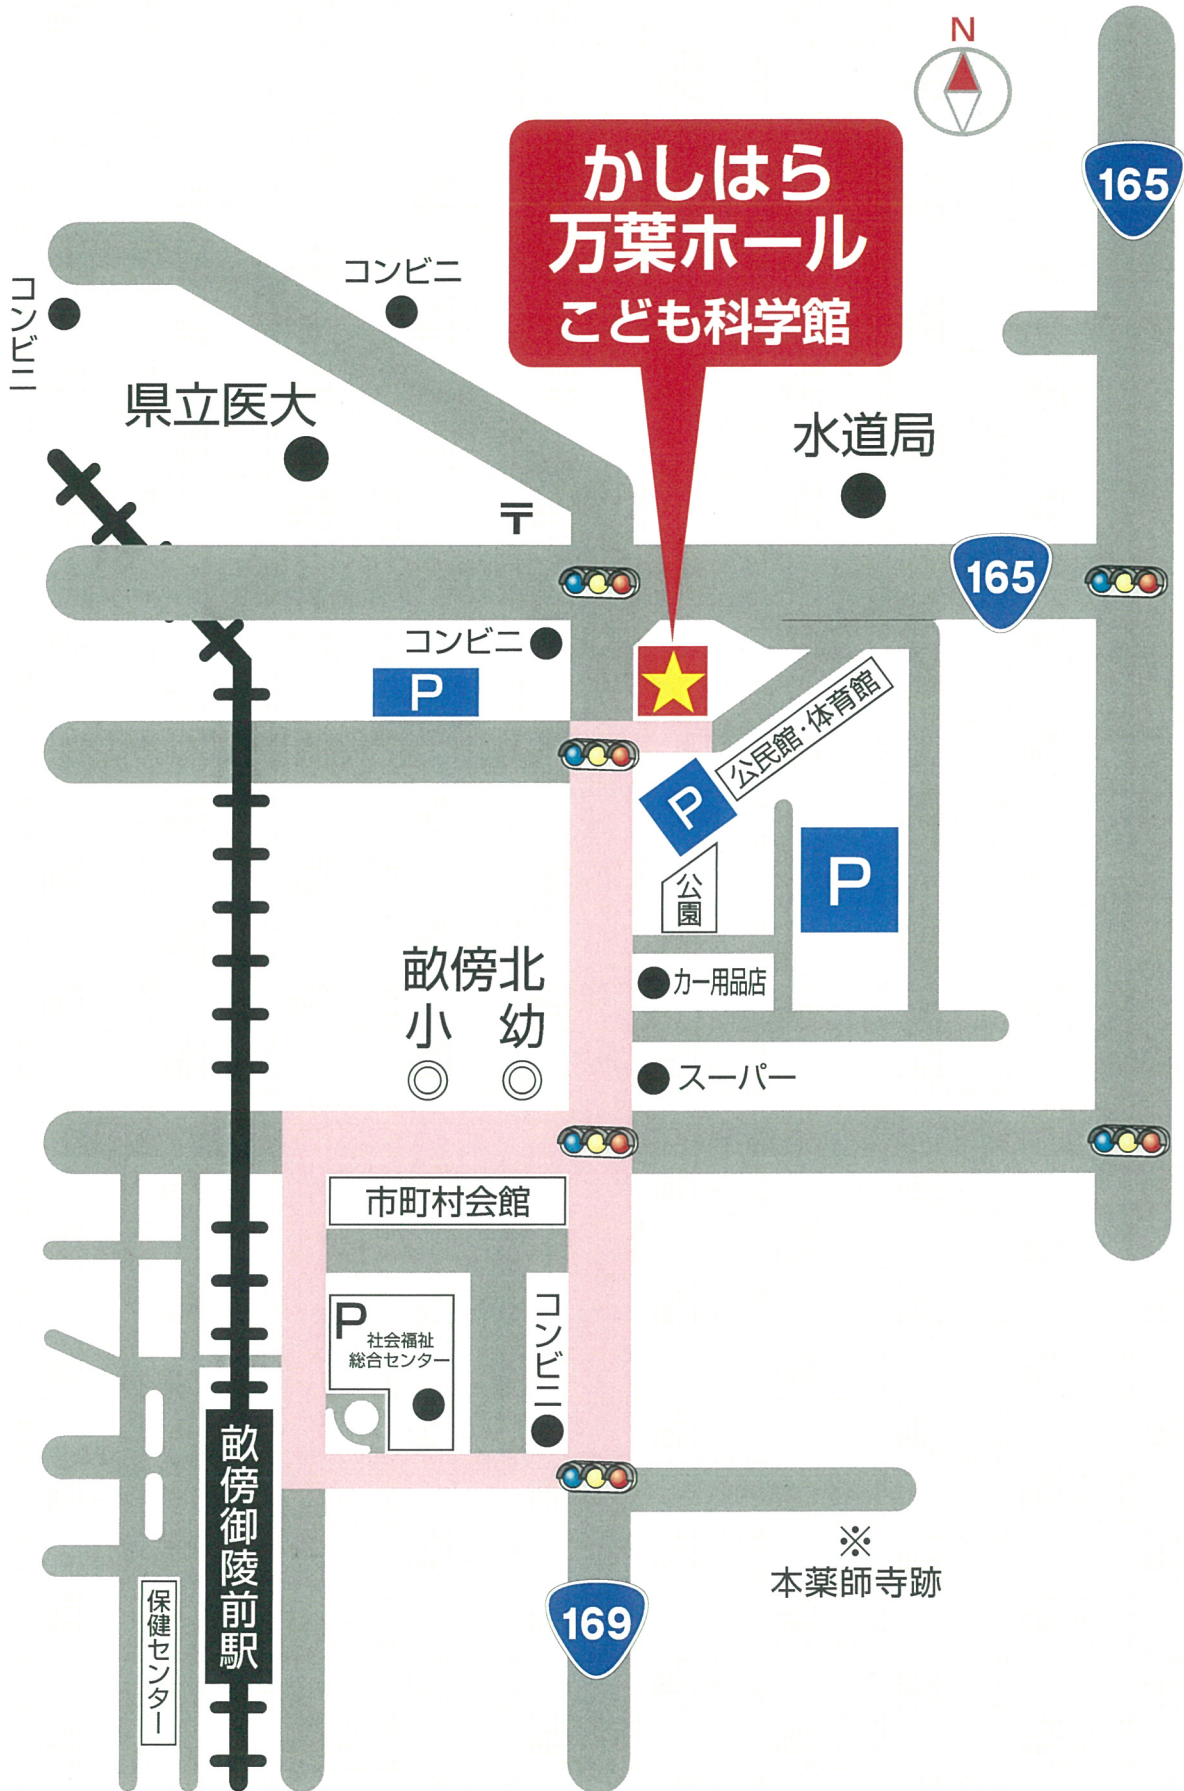 N
165
かしはら
万葉ホール
こども科学館
コンビニ
コンビニ
県立医大
水道局
〒
165
コンビニ
P
公民館・体育館
P
P
公園
畝傍北
小 幼
カー用品店
スーパー
市町村会館
P
社会福祉
総合センター
コンビニ
畝傍御陵前駅
保健センター
※
本薬師寺跡
169